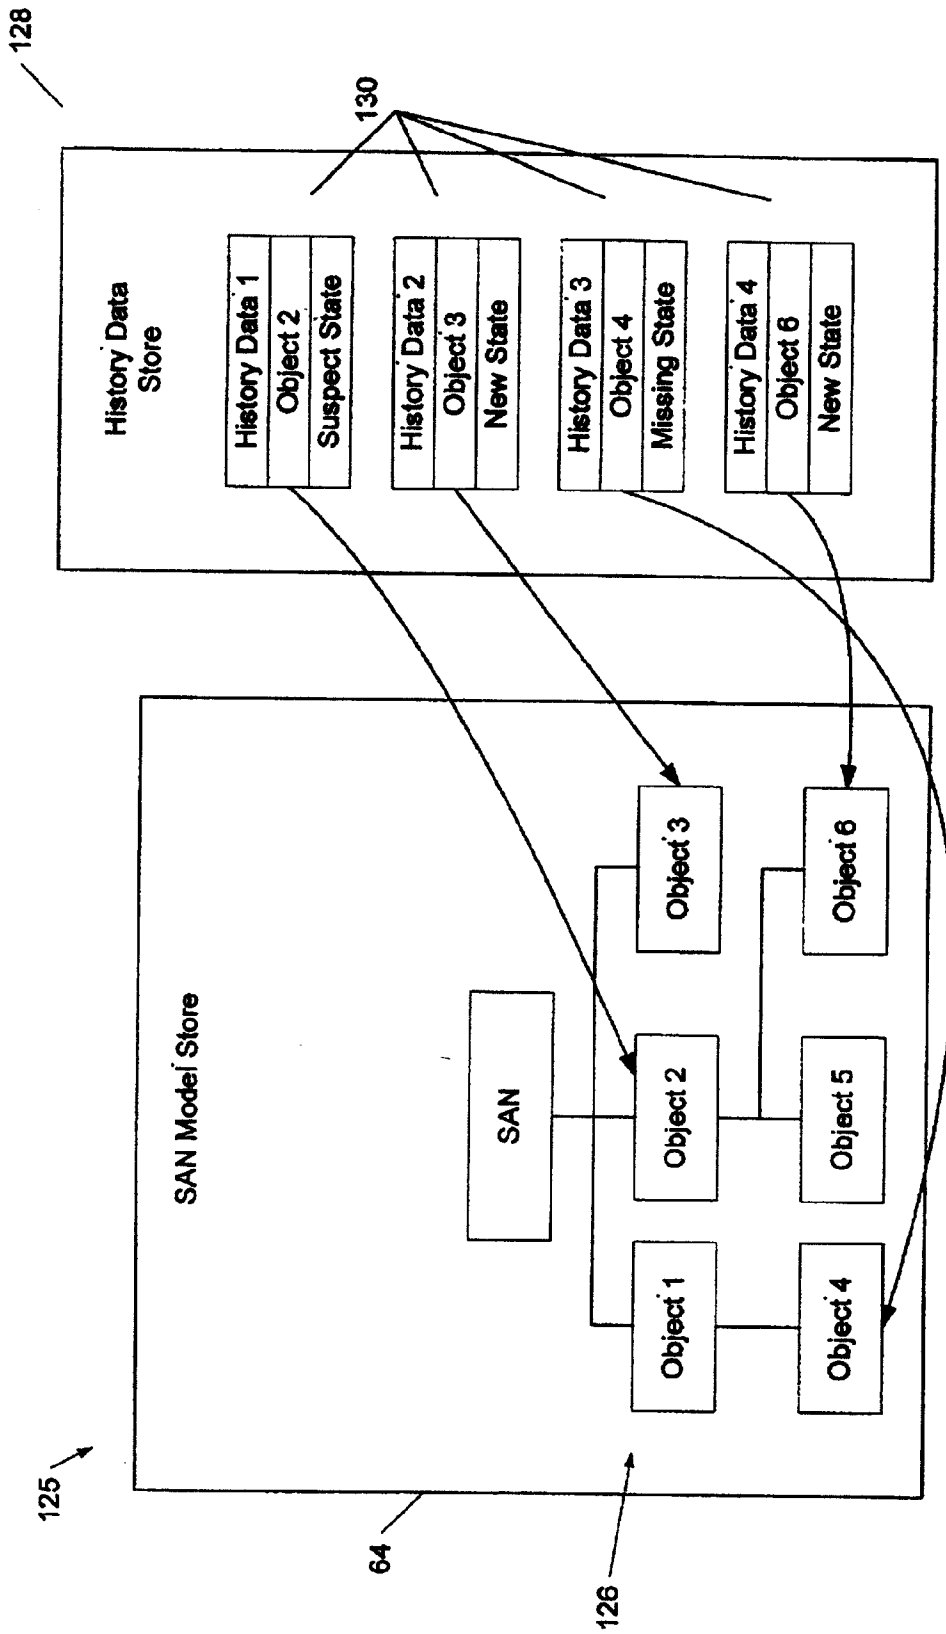 125
64
126
SAN Model Store
SAN
Object 1
Object 2
Object 3
Object 4
Object 5
Object 6
128
History Data
Store
130
History Data 1
Object 2
Suspect State
History Data 2
Object 3
New State
History Data 3
Object 4
Missing State
History Data 4
Object 6
New State